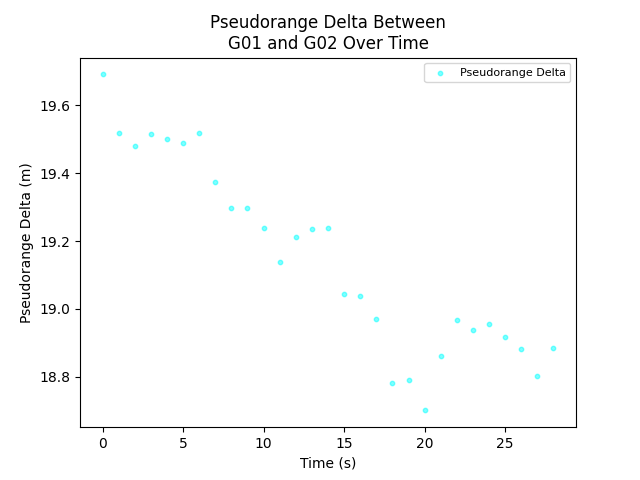 Pseudorange Delta Between
G01 and G02 Over Time
Pseudorange Delta
Pseudorange Delta (m)
19.6
19.4
19.2
19.0
18.8
0 5 10 15 20 25
Time (s)